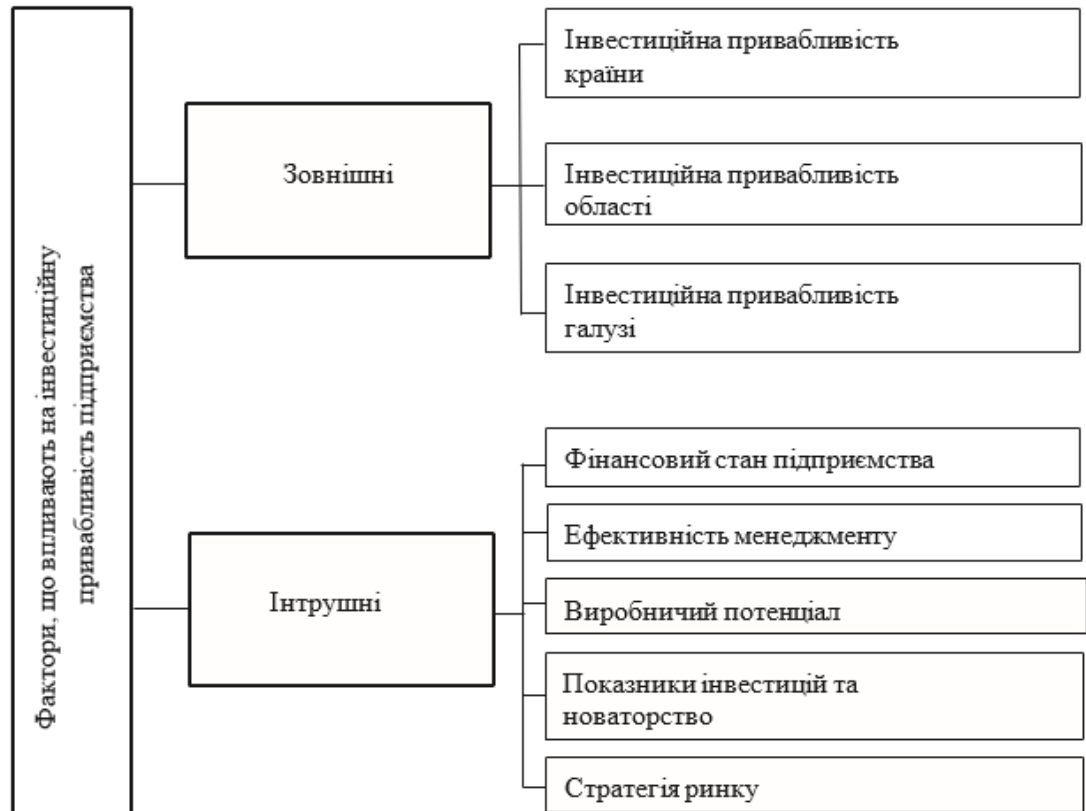 Фактори, що впливають на інвестиційну
привабливість підприємства
Зовнішні
Інвестиційна привабливість
країни
Інвестиційна привабливість
області
Інвестиційна привабливість
галузі
Інтрушні
Фінансовий стан підприємства
Ефективність менеджменту
Виробничий потенціал
Показники інвестицій та
новаторство
Стратегія ринку